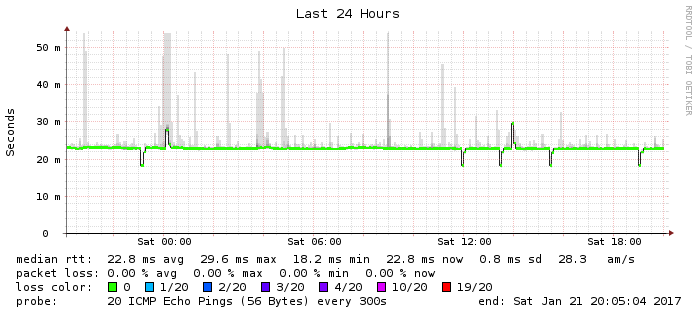 Last 24 Hours
RRDTOOL / TOBI OETIKER
Seconds
50 m
40 m
30 m
20 m
10 m
0
Sat 00:00 Sat 06:00 Sat 12:00 Sat 18:00
median rtt: 22.8 ms avg 29.6 ms max 18.2 ms min 22.8 ms now 0.8 ms sd 28.3 am/s
packet loss: 0.00 % avg 0.00 % max 0.00 % min 0.00 % now
loss color: 0 1/20 2/20 3/20 4/20 10/20 19/20
probe: 20 ICMP Echo Pings (56 Bytes) every 300s end: Sat Jan 21 20:05:04 2017